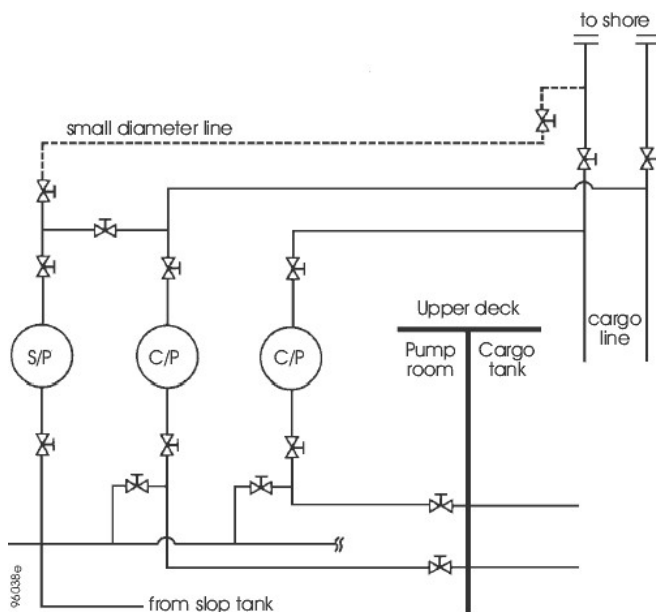 to shore
small diameter line
Upper deck
cargo
line
S/P
C/P
C/P
Pump
room
Cargo
tank
from slop tank
96038e